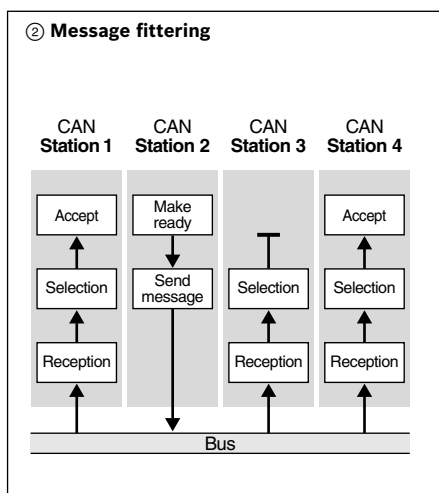 ② Message fittering
CAN
Station 1
CAN
Station 2
CAN
Station 3
CAN
Station 4
Accept
Make
ready
Accept
Selection
Send
message
Selection
Selection
Reception
Reception
Reception
Bus